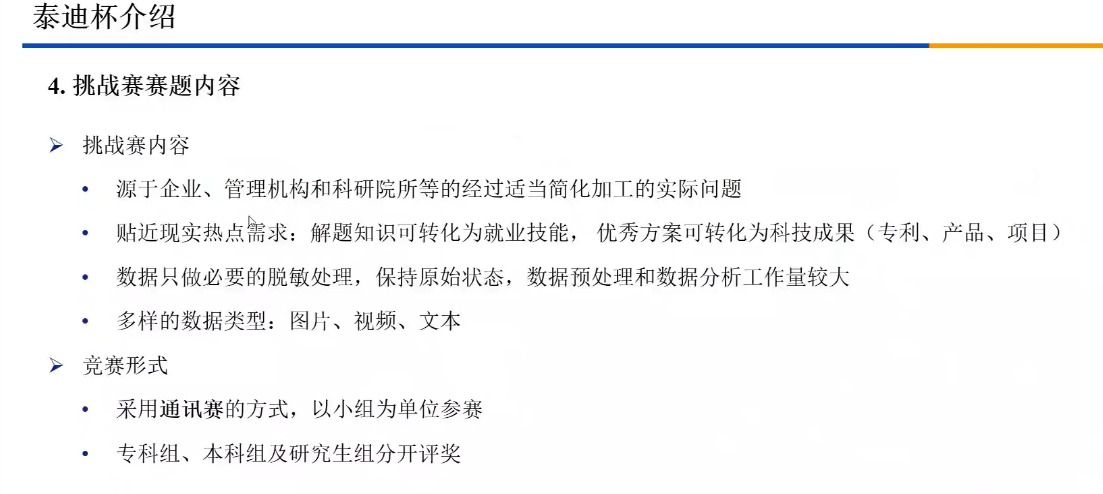 泰迪杯介绍
4. 挑战赛赛题内容
➢ 挑战赛内容
• 源于企业、管理机构和科研院所等的经过适当简化加工的实际问题
• 贴近现实热点需求：解题知识可转化为就业技能， 优秀方案可转化为科技成果（专利、产品、项目）
• 数据只做必要的脱敏处理，保持原始状态，数据预处理和数据分析工作量较大
• 多样的数据类型：图片、视频、文本
➢ 竞赛形式
• 采用通讯赛的方式，以小组为单位参赛
• 专科组、本科组及研究生组分开评奖